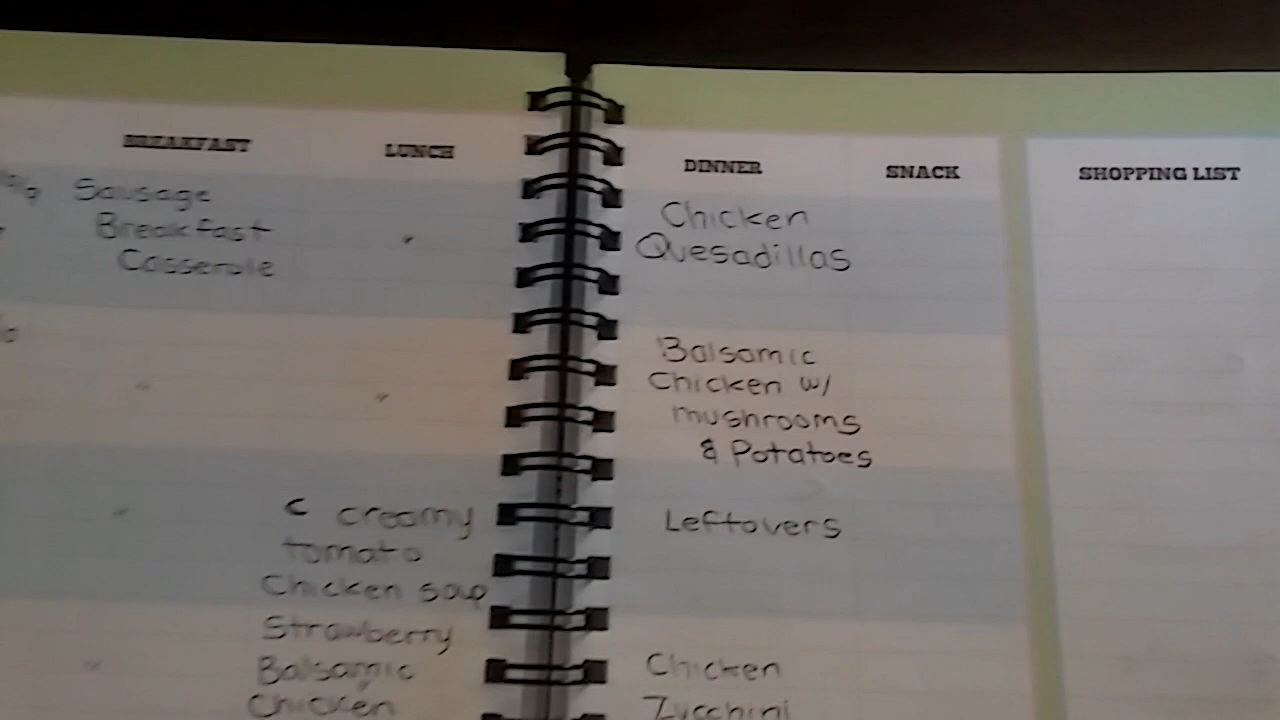 BREAKFAST LUNCH DINNER SNACK SHOPPING LIST
Sausage
Breakfast
Casserole
Chicken
Quesadillas
Balsamic
Chicken w/
mushrooms
& Potatoes
c creamy
tomato
Chicken soup
Leftovers
Strawberry
Balsamic
Chicken
Chicken
Zucchini